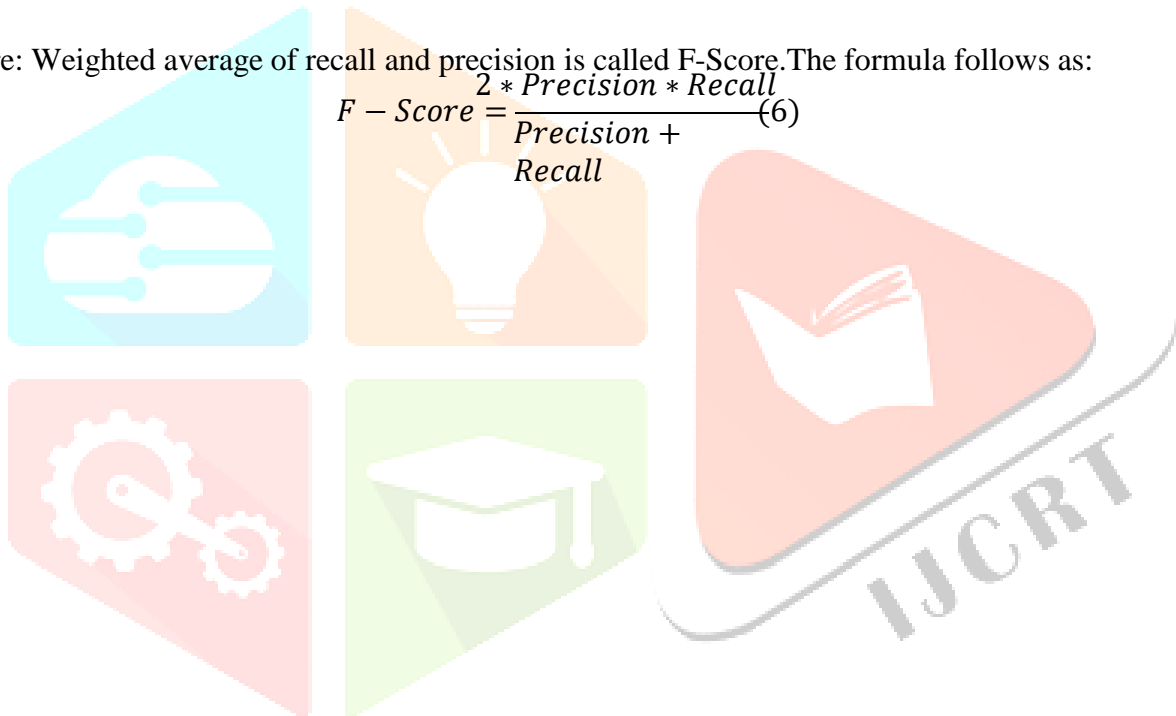 re: Weighted average of recall and precision is called F-Score.The formula follows as:
2 ∗ Precision ∗ Recall
F − Score = (6)
Precision +
Recall
IJCRT